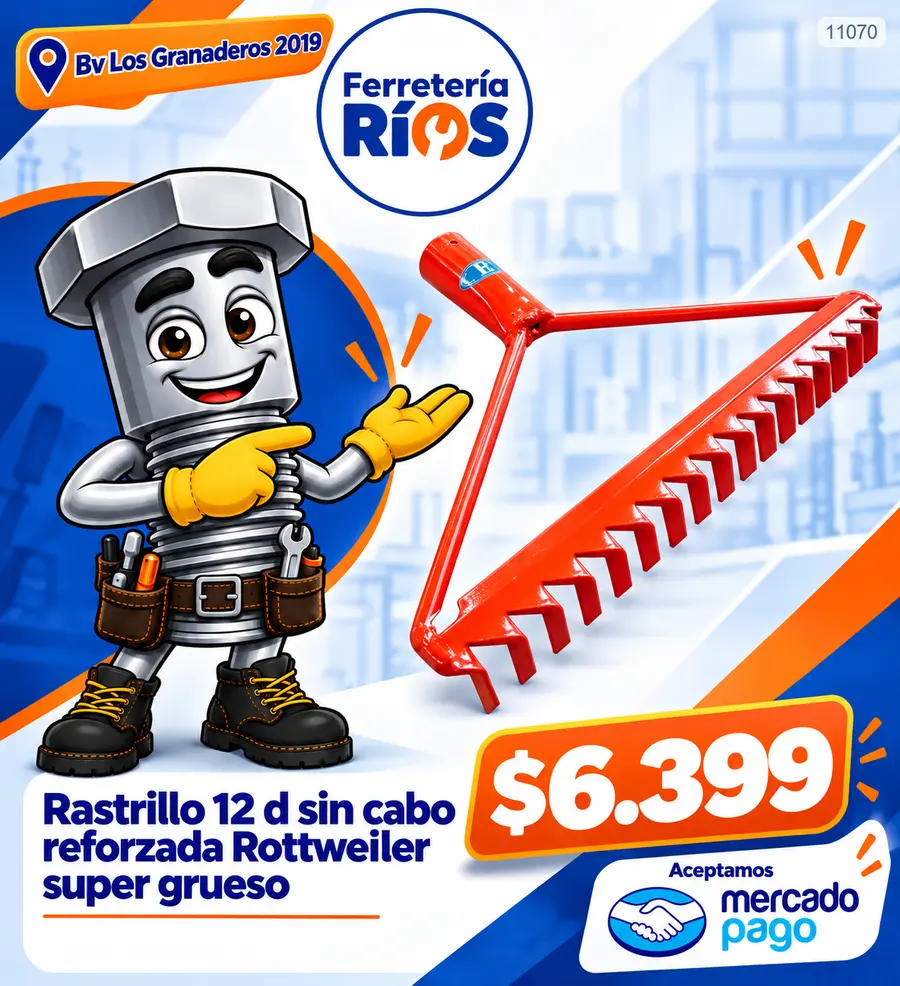 Bv Los Granaderos 2019
Ferretería
RÍOS
11070
$6.399
Rastrillo 12 d sin cabo
reforzada Rottweiler
super grueso
Aceptamos
mercado
pago